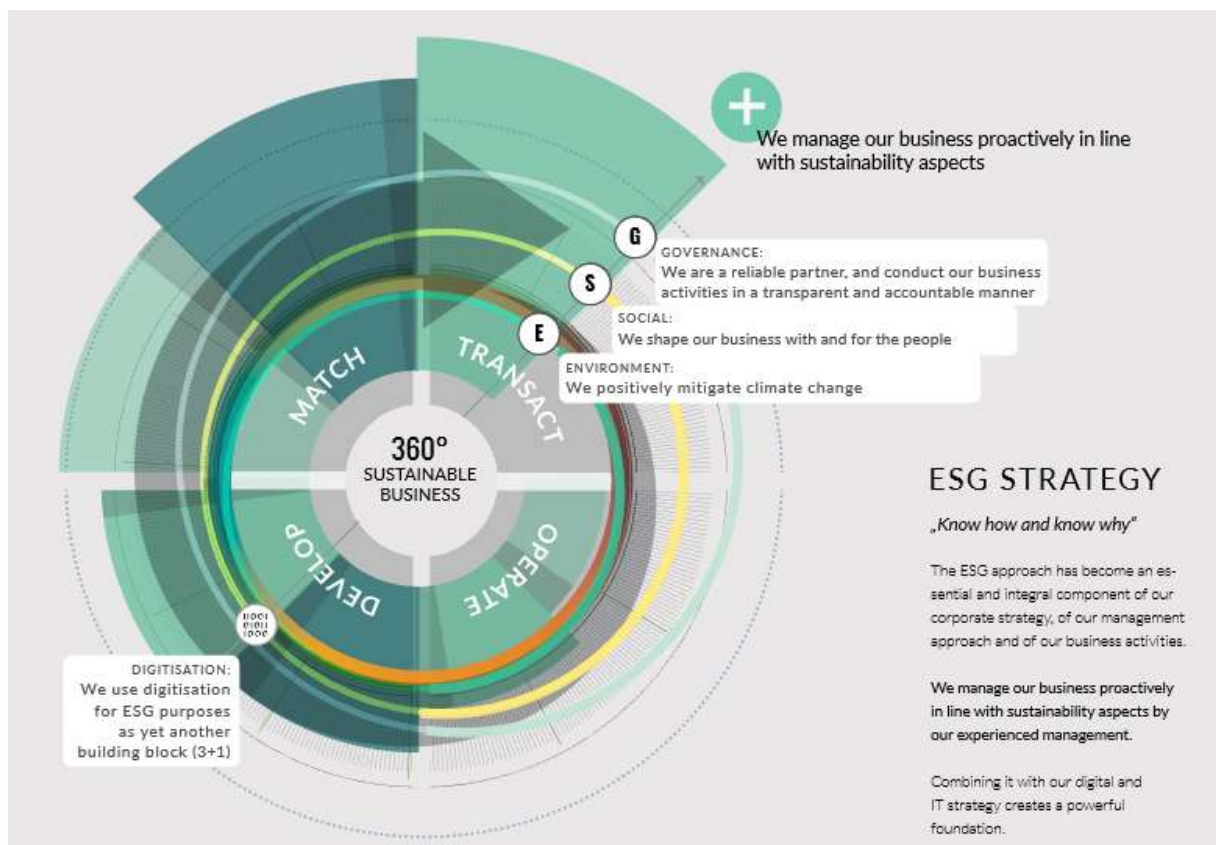 We manage our business proactively in line
with sustainability aspects
G
GOVERNANCE:
We are a reliable partner, and conduct our business
activities in a transparent and accountable manner
S
SOCIAL:
We shape our business with and for the people
E
ENVIRONMENT:
We positively mitigate climate change
MATCH
TRANSACT
360°
SUSTAINABLE
BUSINESS
DEVELOP
OPERATE
11001
01011
1000
DIGITISATION:
We use digitisation
for ESG purposes
as yet another
building block (3+1)
ESG STRATEGY
„Know how and know why"
The ESG approach has become an es-
sential and integral component of our
corporate strategy, of our management
approach and of our business activities.
We manage our business proactively
in line with sustainability aspects by
our experienced management.
Combining it with our digital and
IT strategy creates a powerful
foundation.